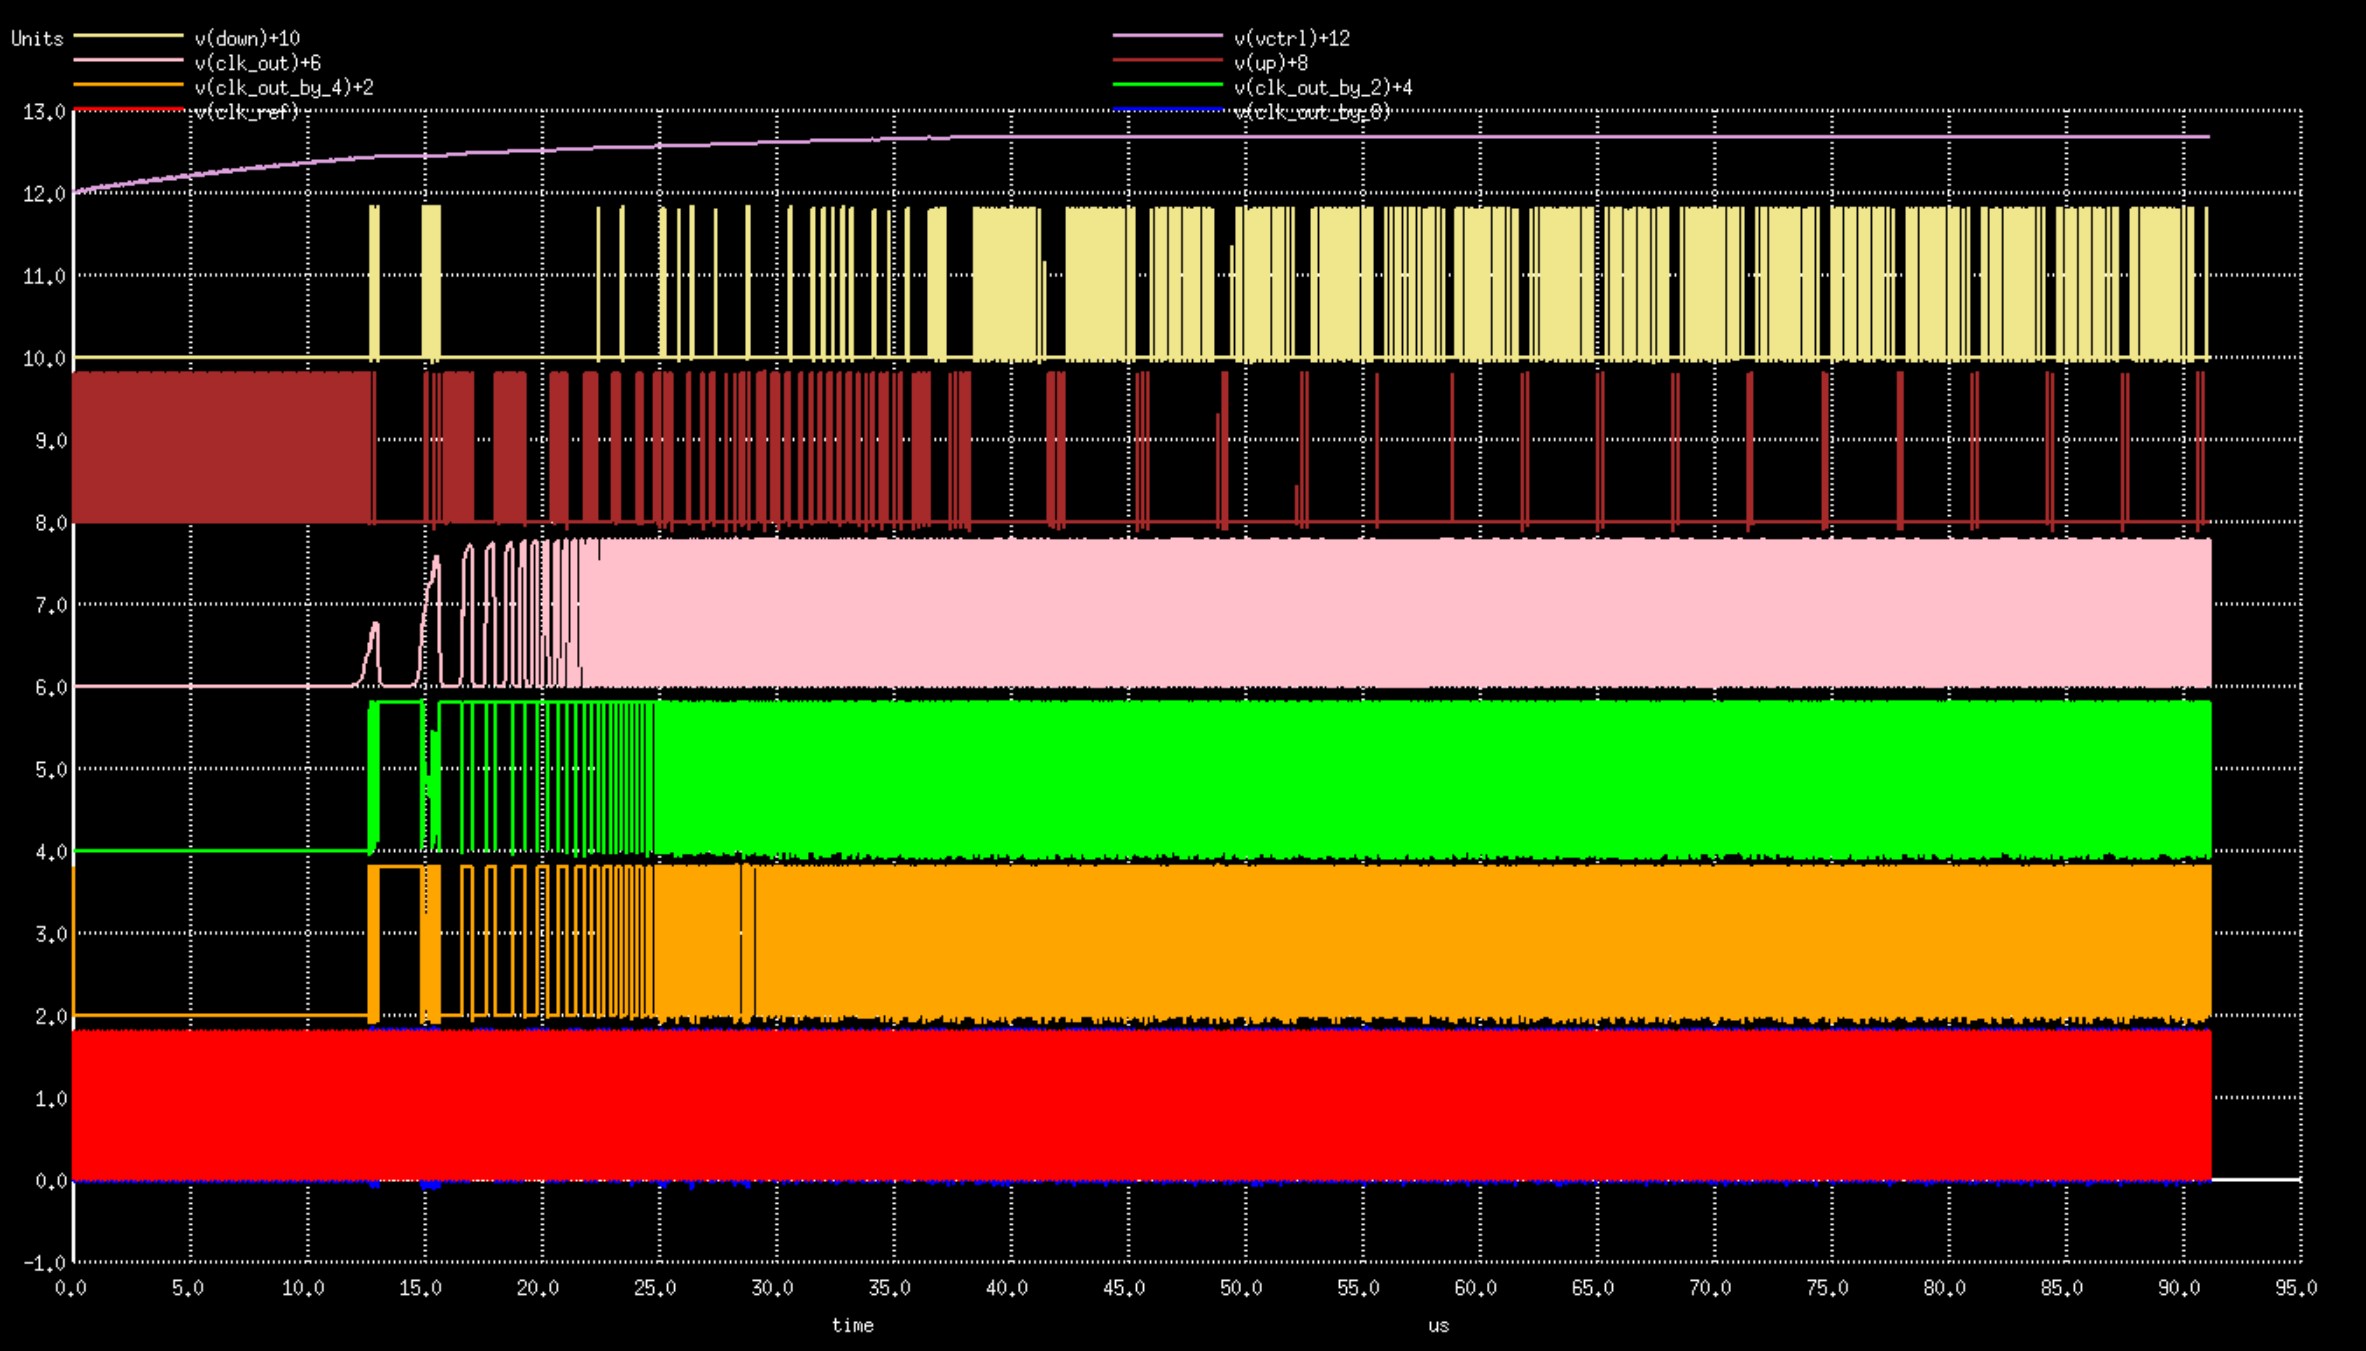 Units v(down)+10 v(vctrl)+12
v(clk_out)+6 v(up)+8
v(clk_out_by_4)+2 v(clk_out_by_2)+4
v(clk_ref) v(clk_out_by_8)
13.0
12.0
11.0
10.0
9.0
8.0
7.0
6.0
5.0
4.0
3.0
2.0
1.0
0.0
-1.0
0.0 5.0 10.0 15.0 20.0 25.0 30.0 35.0 40.0 45.0 50.0 55.0 60.0 65.0 70.0 75.0 80.0 85.0 90.0 95.0
time us